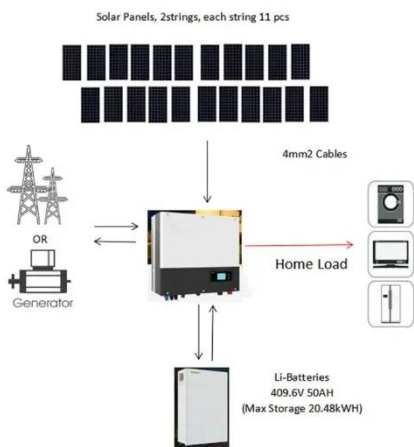 Solar Panels, 2strings, each string 11 pcs
4mm2 Cables
OR
Generator
Home Load
Li-Batteries
409.6V 50AH
(Max Storage 20.48kWH)